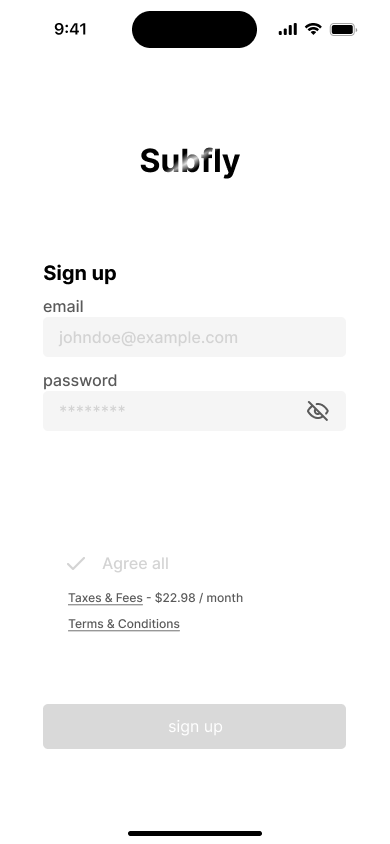 9:41
Subfly
Sign up
email
johndoe@example.com
password
********
Agree all
Taxes & Fees - $22.98 / month
Terms & Conditions
sign up